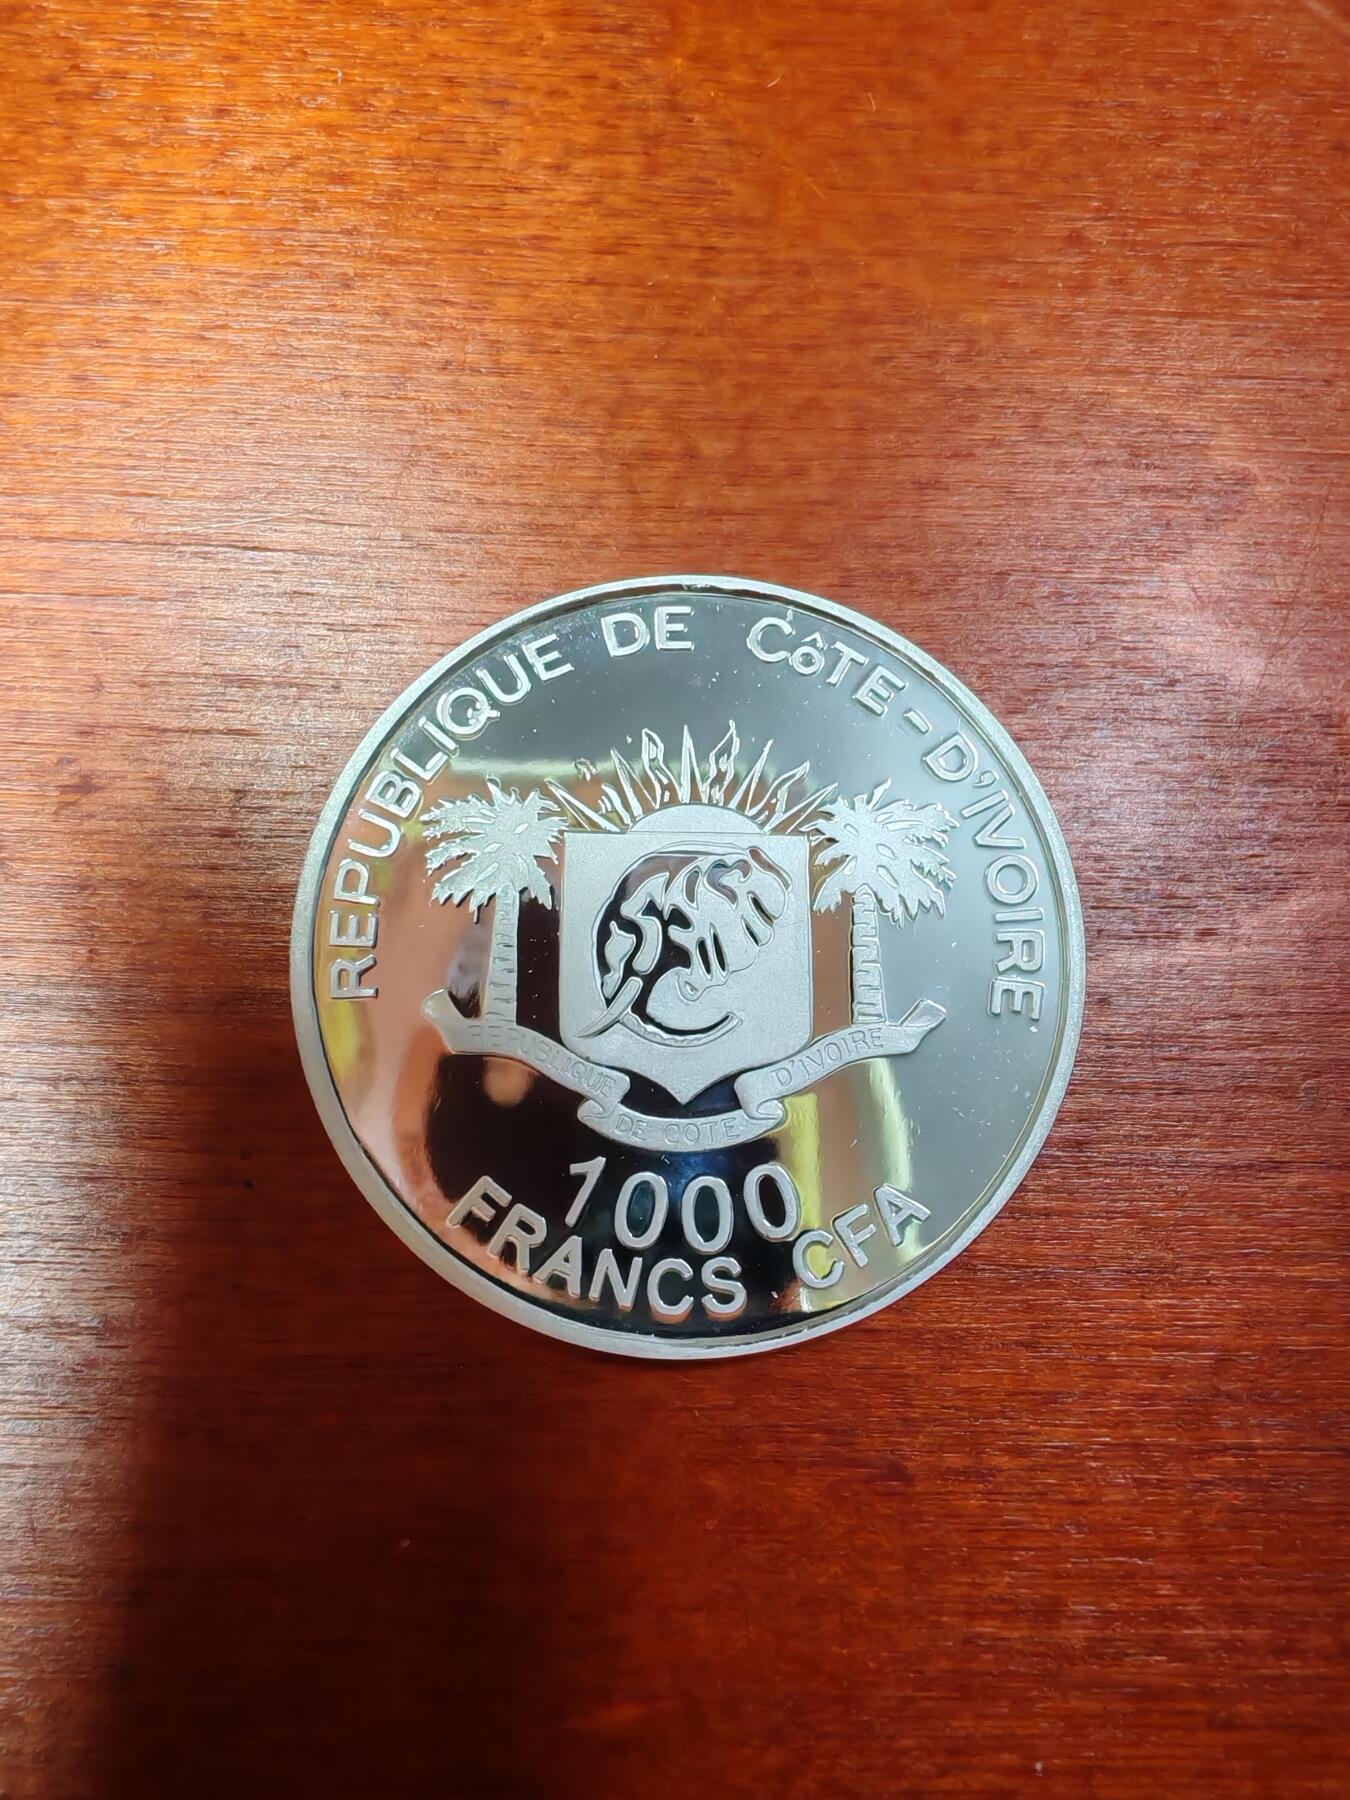 REPUBLIQUE DE CôTE-D'IVOIRE
REPUBLIQUE
DE COTE
D'IVOIRE
1000
FRANCS CFA